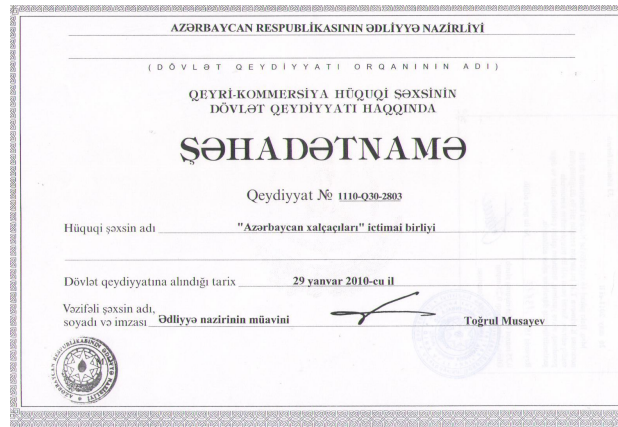 AZƏRBAYCAN RESPUBLİKASININ ƏDLİYYƏ NAZİRLİYİ
(DÖVLƏT QEYDİYYATI ORQANININ ADI)
QEYRİ-KOMMERSİYA HÜQUQİ ŞƏXSİNİN
DÖVLƏT QEYDİYYATI HAQQINDA
ŞƏHADƏTNAMƏ
Qeydiyyat № 1110-Q30-2803
Hüquqi şəxsin adı "Azərbaycan xalçaçıları" ictimai birliyi
Dövlət qeydiyyatına alındığı tarix 29 yanvar 2010-cu il
Vəzifəli şəxsin adı,
soyadı və imzası Ədliyyə nazirinin müavini Toğrul Musayev